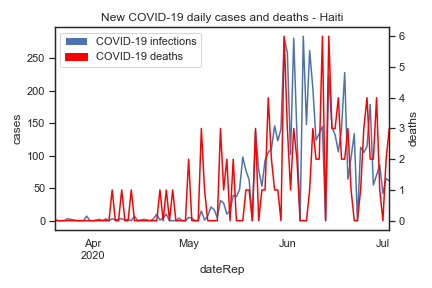 New COVID-19 daily cases and deaths - Haiti
COVID-19 infections
COVID-19 deaths
cases
250
200
150
100
50
0
deaths
6
5
4
3
2
1
0
Apr
2020
May
Jun
Jul
dateRep